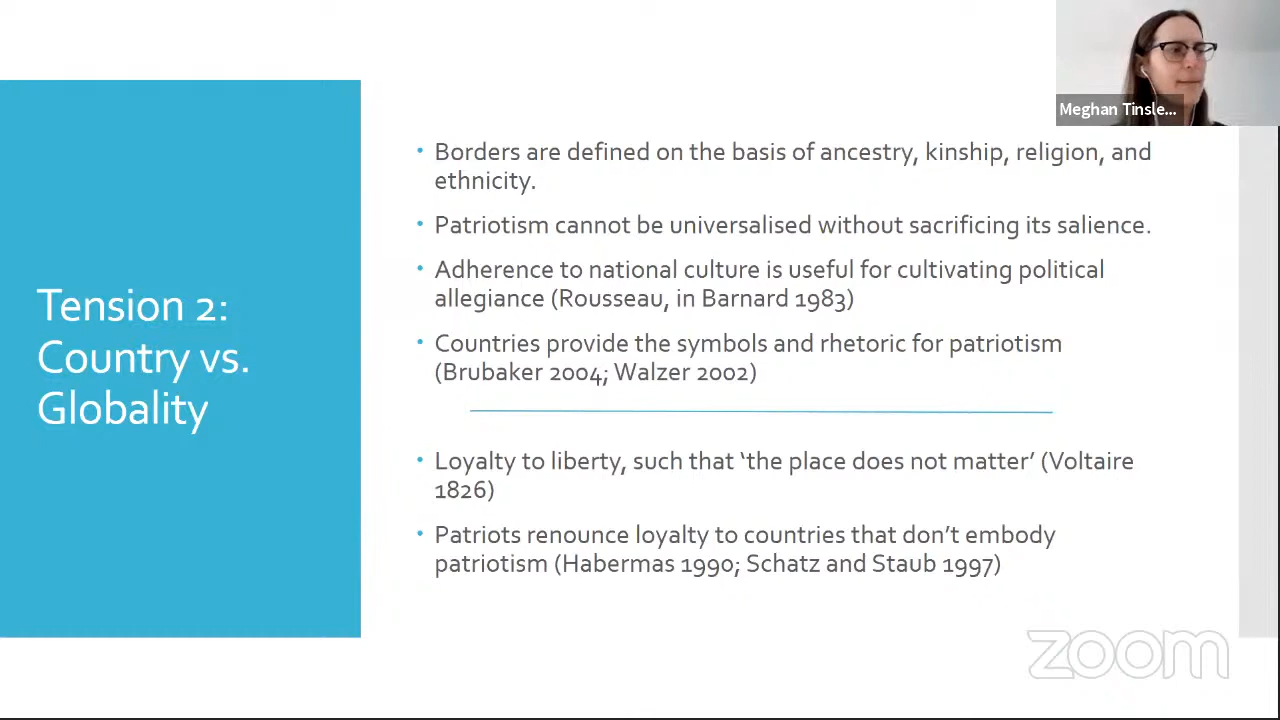 Meghan Tinsle...
Tension 2:
Country vs.
Globality
• Borders are defined on the basis of ancestry, kinship, religion, and
ethnicity.
• Patriotism cannot be universalised without sacrificing its salience.
• Adherence to national culture is useful for cultivating political
allegiance (Rousseau, in Barnard 1983)
• Countries provide the symbols and rhetoric for patriotism
(Brubaker 2004; Walzer 2002)
• Loyalty to liberty, such that ‘the place does not matter’ (Voltaire
1826)
• Patriots renounce loyalty to countries that don’t embody
patriotism (Habermas 1990; Schatz and Staub 1997)
zoom